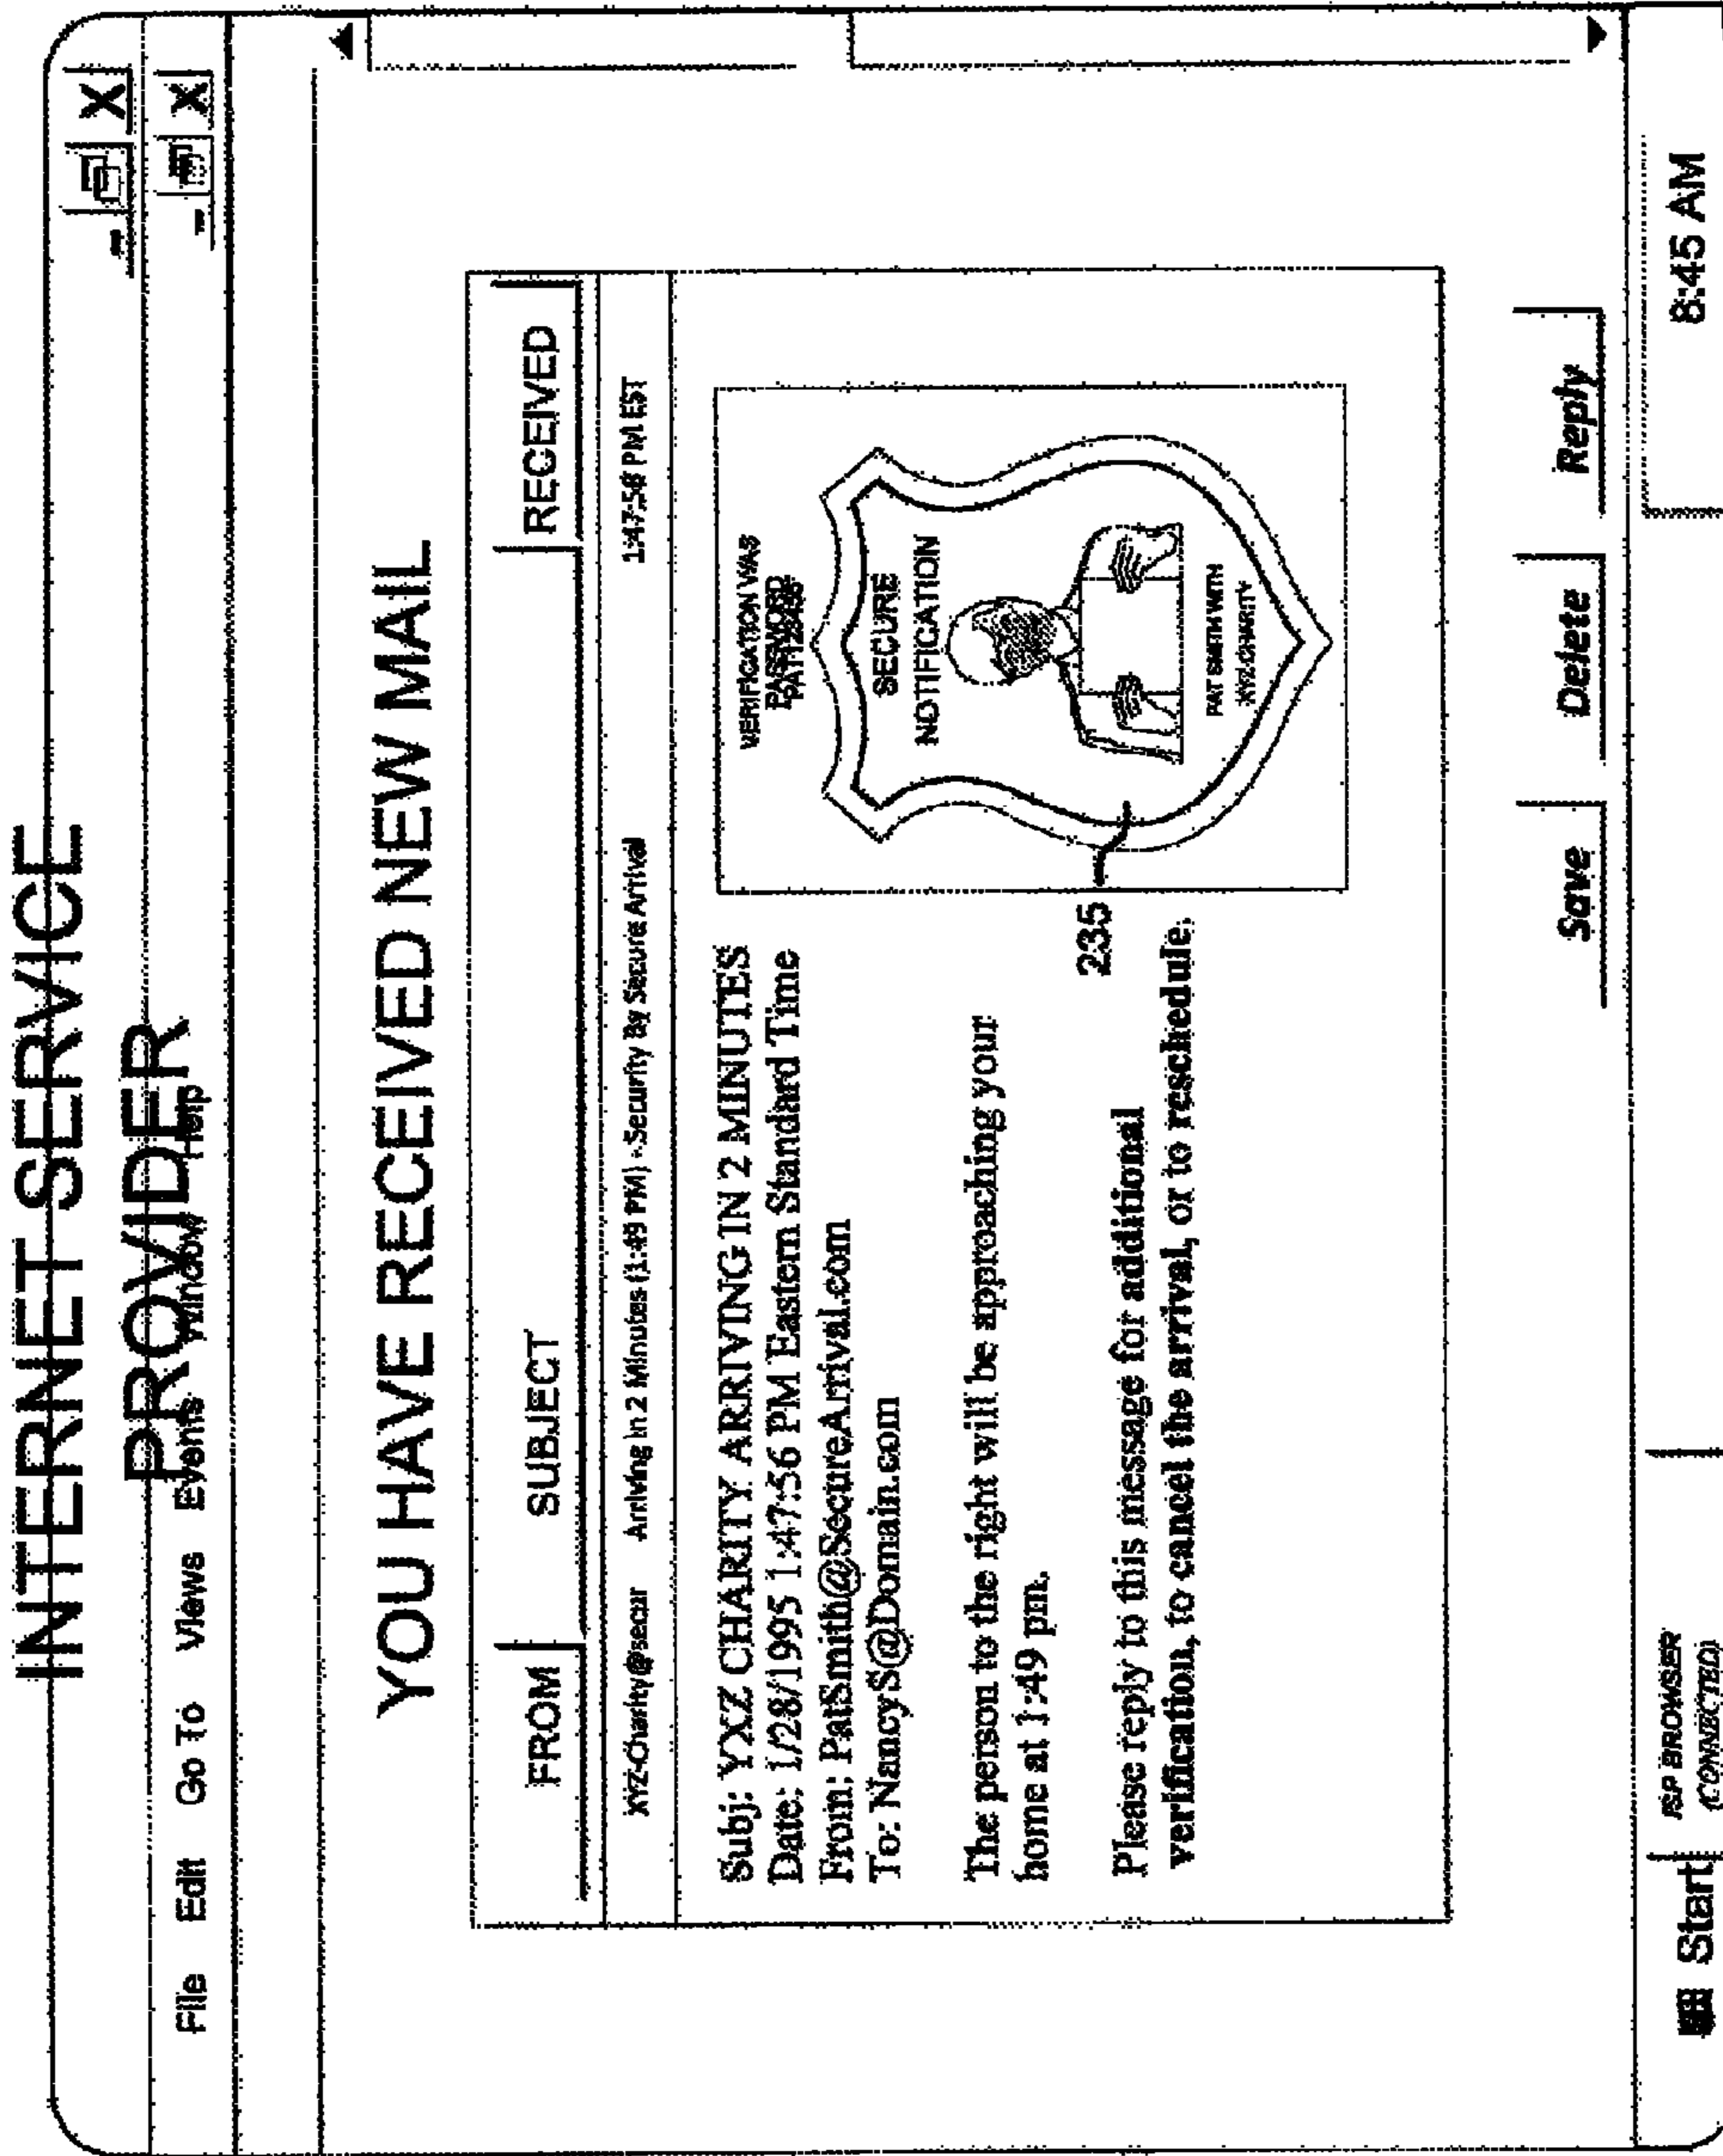 INTERNET SERVICE
PROVIDER
File Edit Go To Views Events Window Help
YOU HAVE RECEIVED NEW MAIL
FROM SUBJECT RECEIVED
XYZ-Charity@secur Arriving In 2 Minutes (1:49 PM) - Security By Secure Arrival 1:47:58 PM EST
Subj: YXZ CHARITY ARRIVING IN 2 MINUTES
Date: 1/28/1995 1:47:56 PM Eastern Standard Time
From: PatSmith@SecureArrival.com
To: NancyS@Domain.com
The person to the right will be approaching your
home at 1:49 pm.
Please reply to this message for additional
verification, to cancel the arrival, or to reschedule.
VERIFICATION WAS
PASSWORD
SECURE
NOTIFICATION
PAT SMITH WITH
XYZ-CHARITY
235
Save Delete Reply
Start ISP BROWSER
(CONNECTED)
8:45 AM